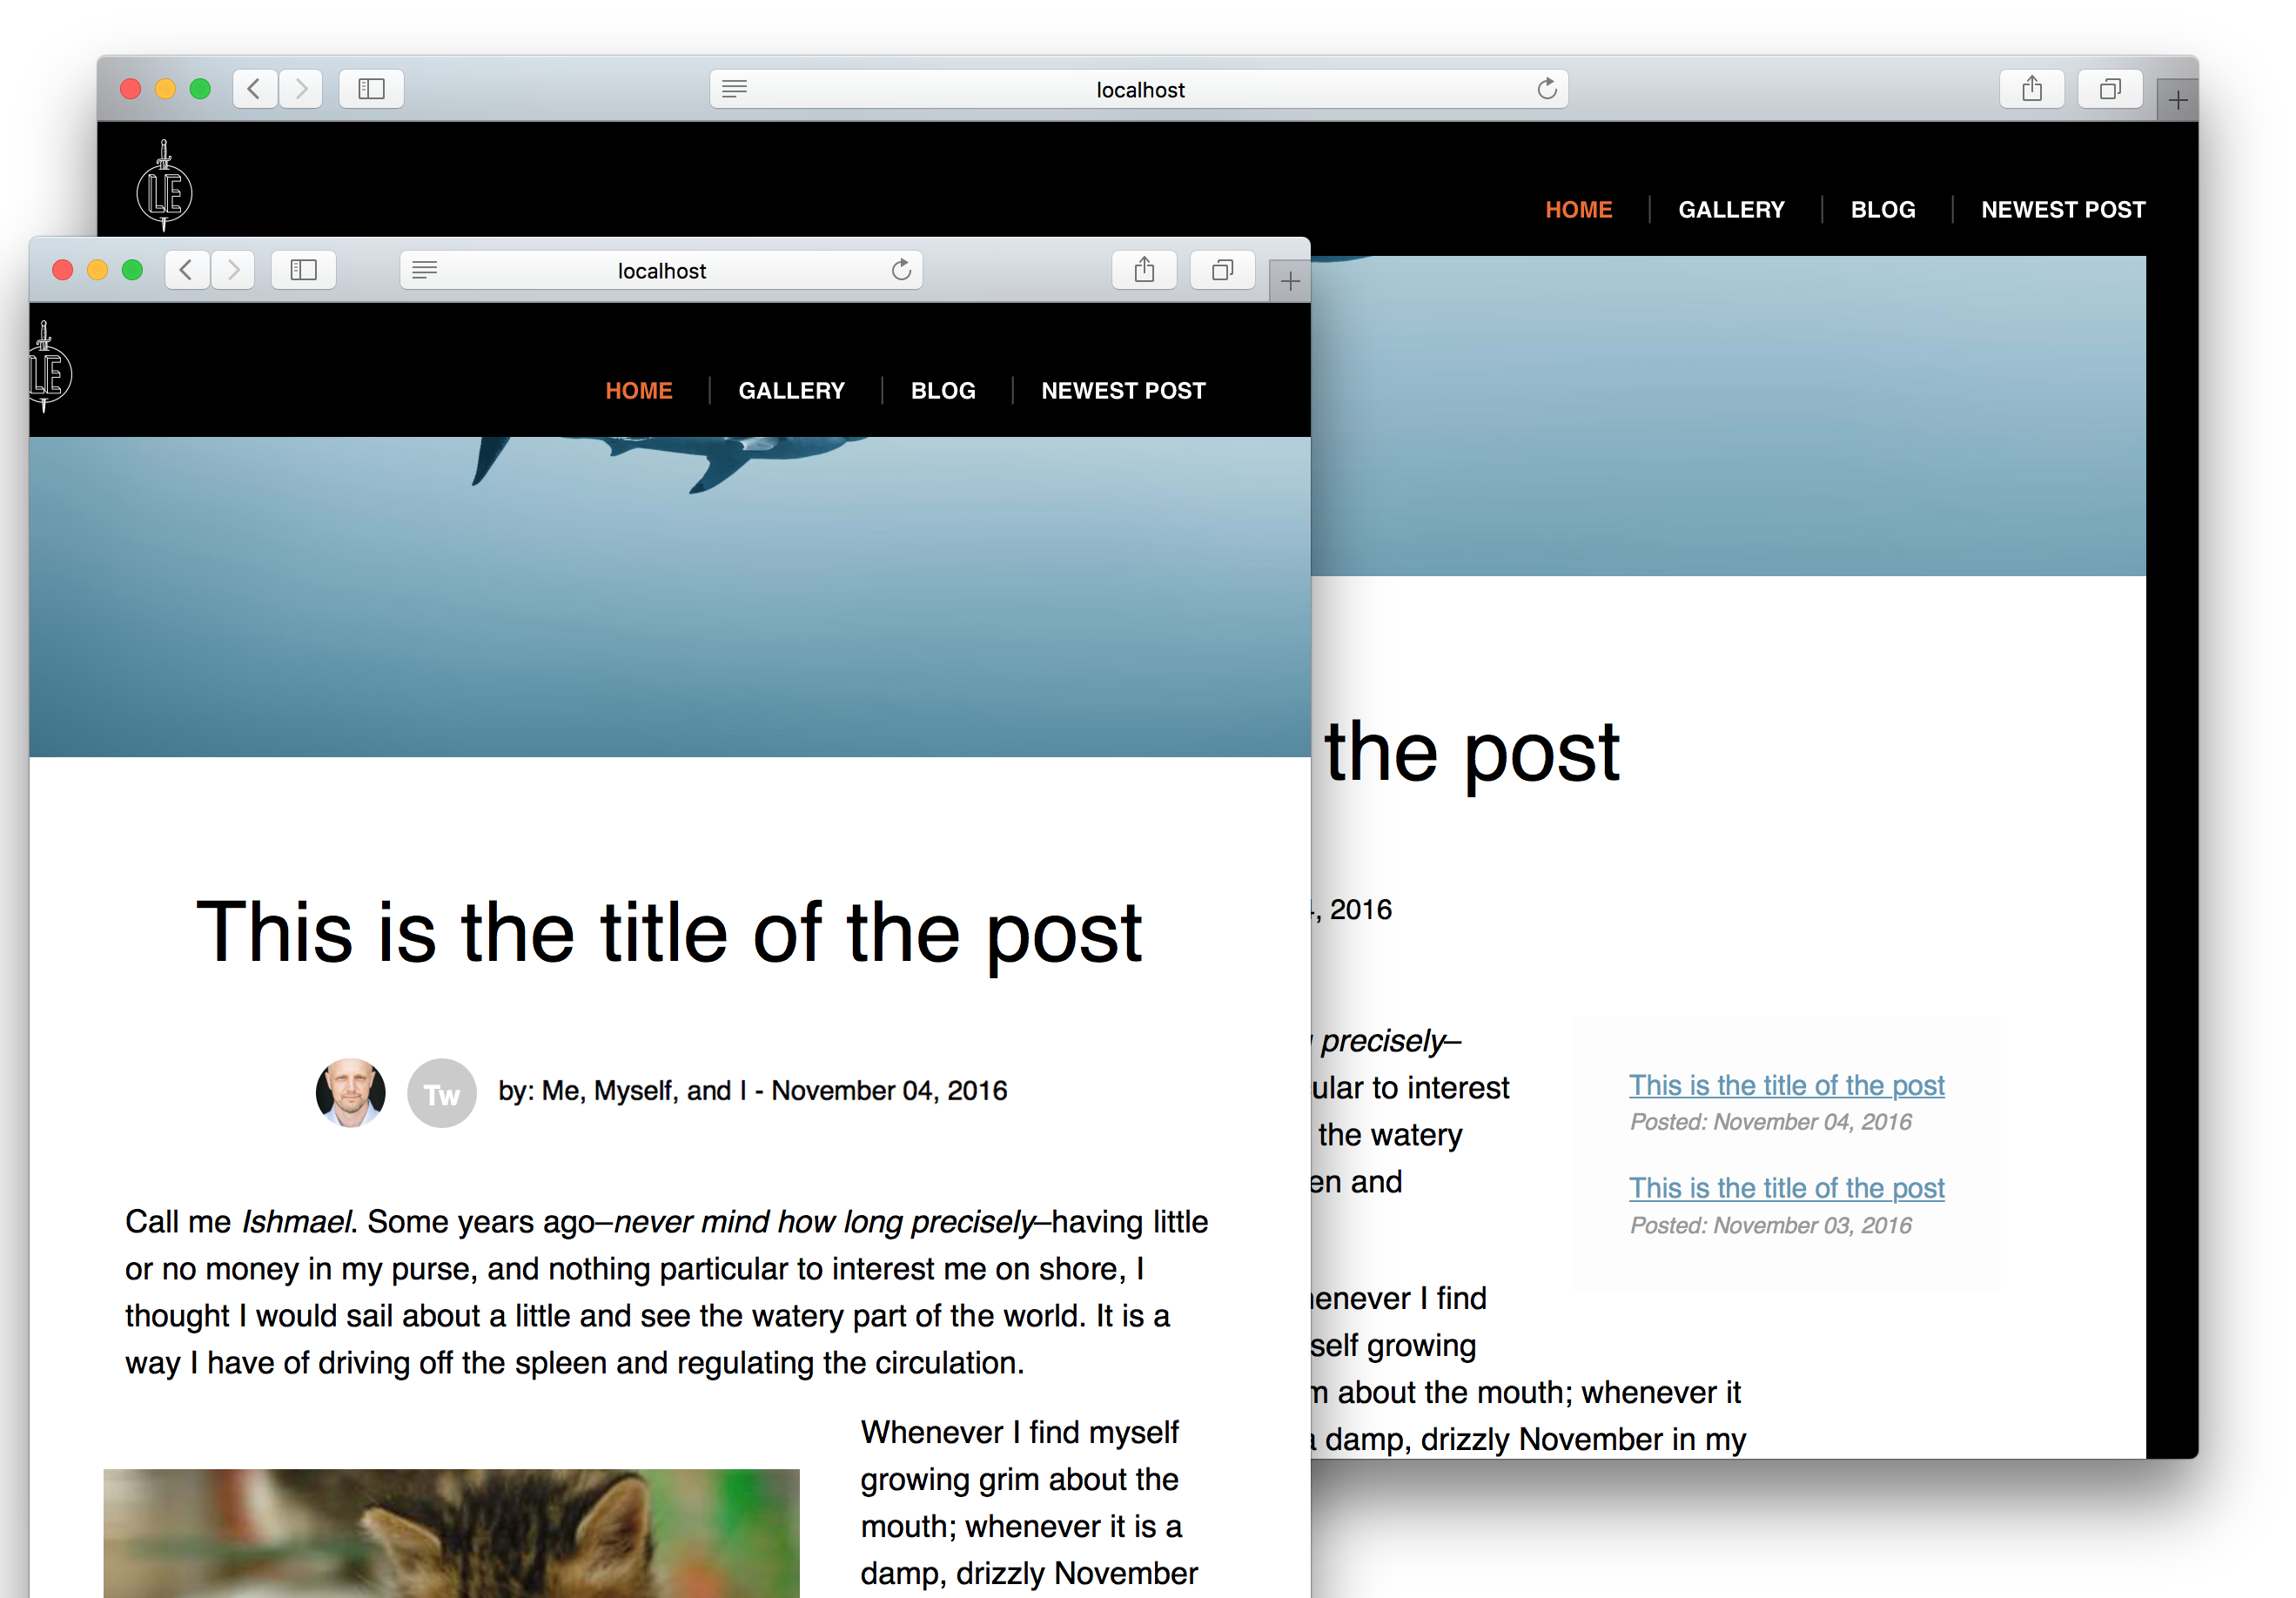 localhost
LE
HOME
GALLERY
BLOG
NEWEST POST
localhost
LE
HOME
GALLERY
BLOG
NEWEST POST
This is the title of the post
Tw
by: Me, Myself, and I - November 04, 2016
Call me Ishmael. Some years ago–never mind how long precisely–having little
or no money in my purse, and nothing particular to interest me on shore, I
thought I would sail about a little and see the watery part of the world. It is a
way I have of driving off the spleen and regulating the circulation.
Whenever I find myself
growing grim about the
mouth; whenever it is a
damp, drizzly November
the post
, 2016
precisely–
to interest
the watery
and
I find
growing
about the mouth; whenever it
damp, drizzly November in my
This is the title of the post
Posted: November 04, 2016
This is the title of the post
Posted: November 03, 2016